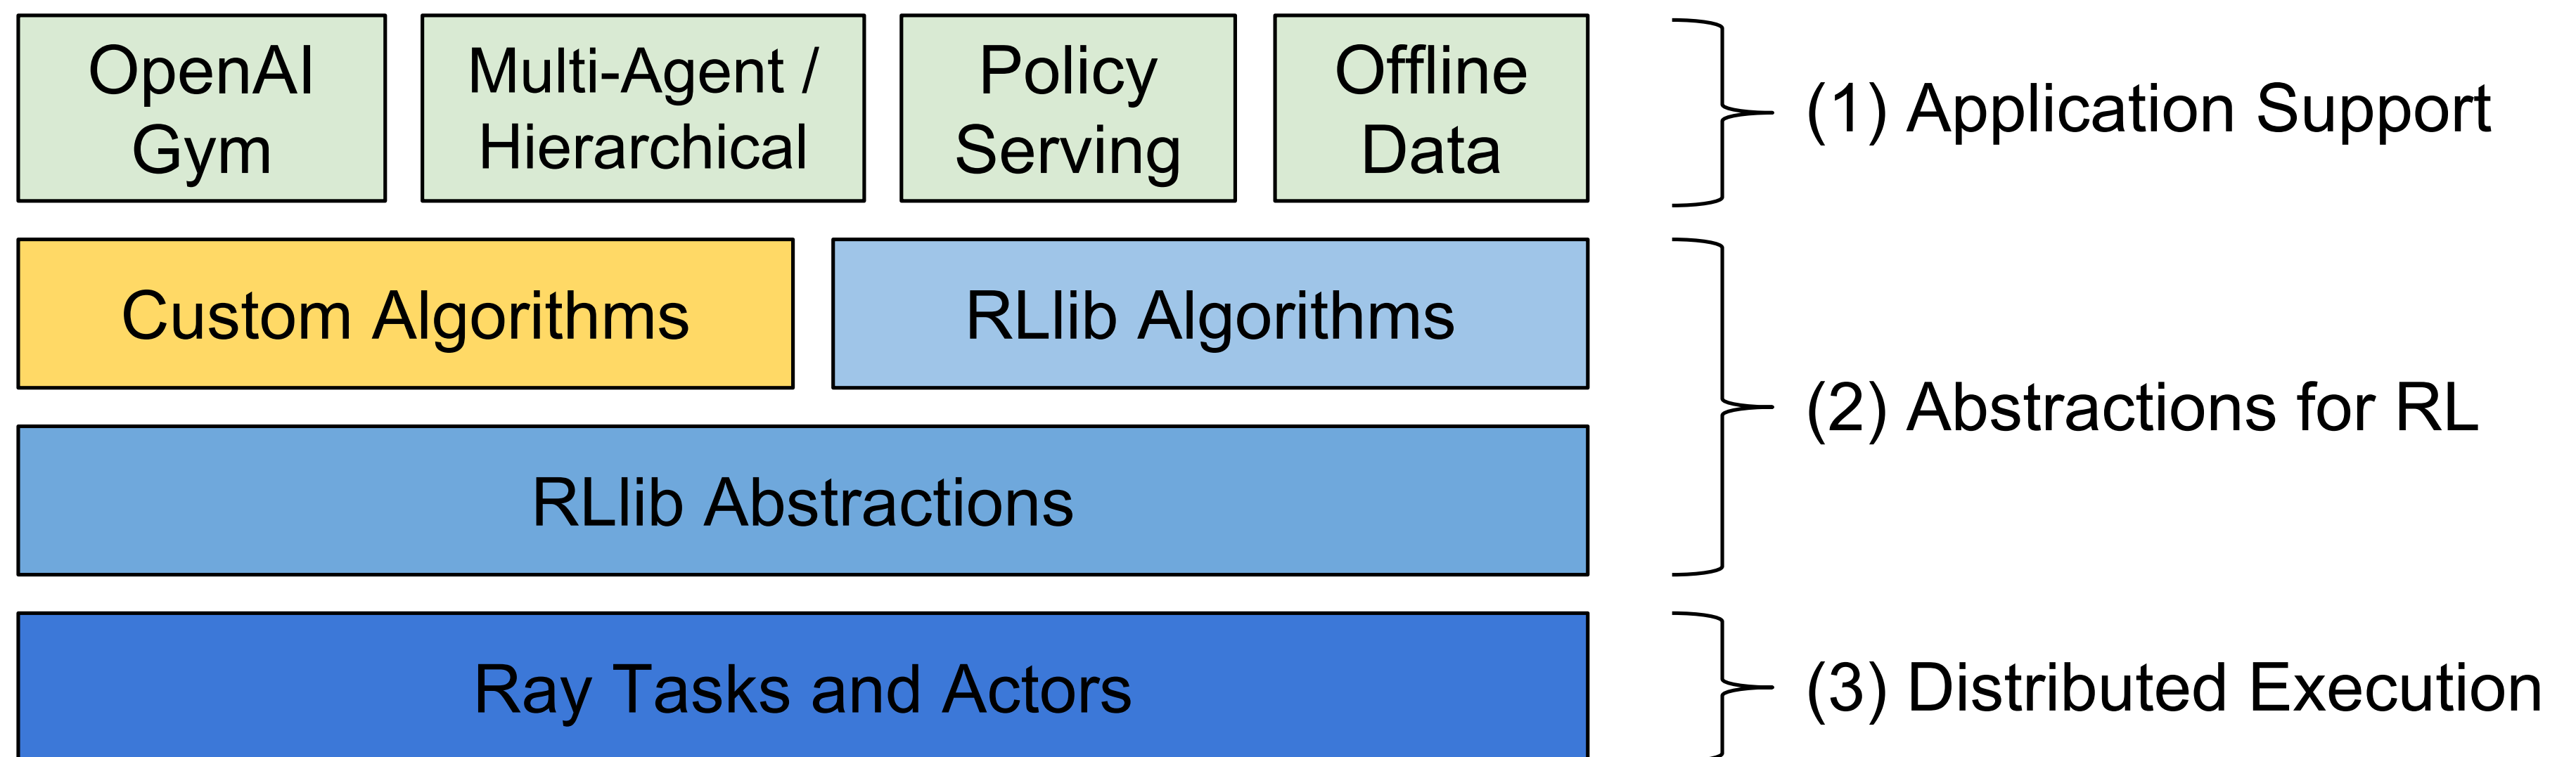 OpenAI
Gym
Multi-Agent /
Hierarchical
Policy
Serving
Offline
Data
(1) Application Support
Custom Algorithms
RLlib Algorithms
(2) Abstractions for RL
RLlib Abstractions
Ray Tasks and Actors
(3) Distributed Execution